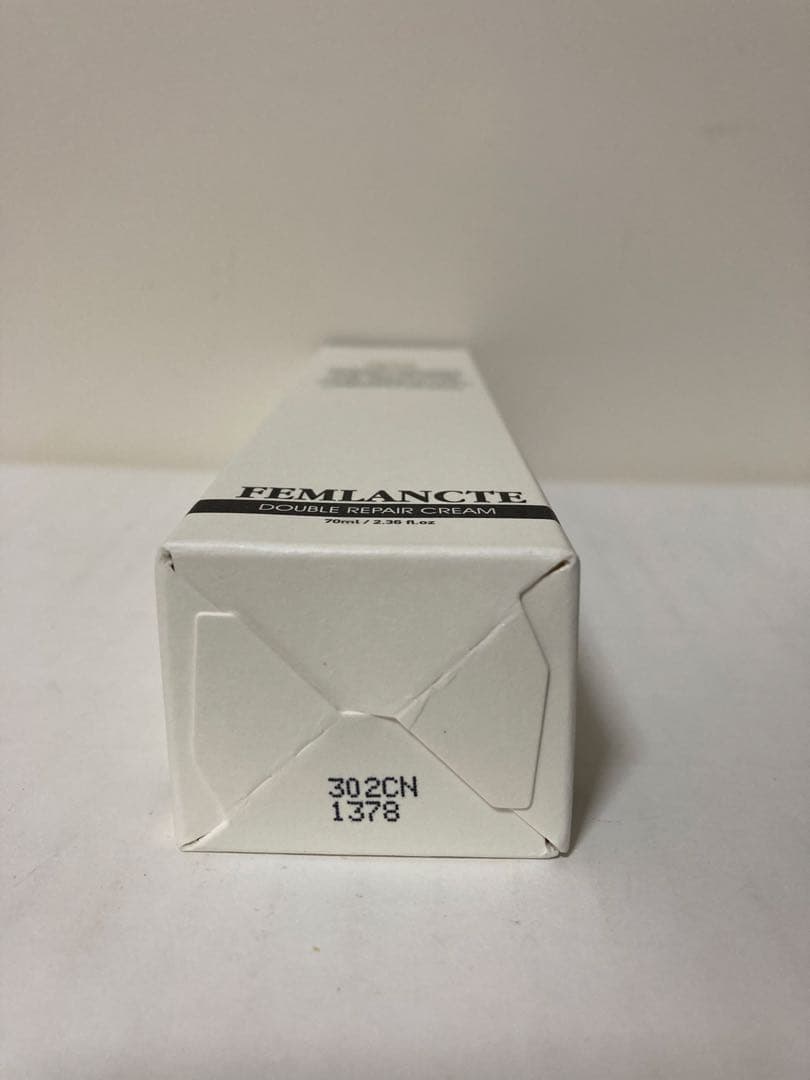 FEMLANCTE
DOUBLE REPAIR CREAM
70ml / 2.36 fl.oz
302CN
1378